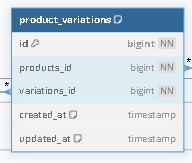 product_variations
id bigint NN
products_id bigint NN
variations_id bigint NN
created_at timestamp
updated_at timestamp
*
*